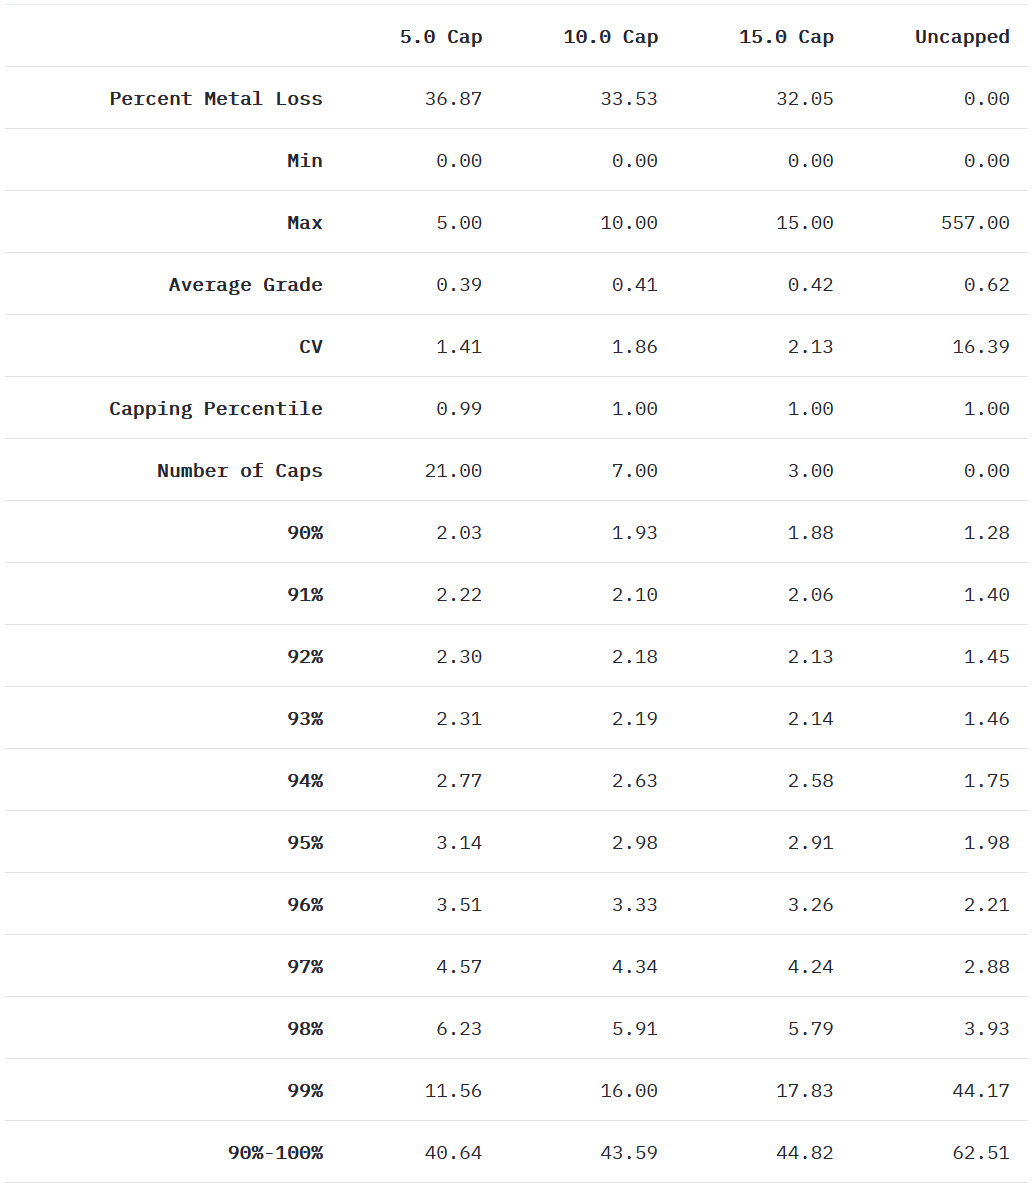 5.0 Cap 10.0 Cap 15.0 Cap Uncapped
Percent Metal Loss 36.87 33.53 32.05 0.00
Min 0.00 0.00 0.00 0.00
Max 5.00 10.00 15.00 557.00
Average Grade 0.39 0.41 0.42 0.62
CV 1.41 1.86 2.13 16.39
Capping Percentile 0.99 1.00 1.00 1.00
Number of Caps 21.00 7.00 3.00 0.00
90% 2.03 1.93 1.88 1.28
91% 2.22 2.10 2.06 1.40
92% 2.30 2.18 2.13 1.45
93% 2.31 2.19 2.14 1.46
94% 2.77 2.63 2.58 1.75
95% 3.14 2.98 2.91 1.98
96% 3.51 3.33 3.26 2.21
97% 4.57 4.34 4.24 2.88
98% 6.23 5.91 5.79 3.93
99% 11.56 16.00 17.83 44.17
90%-100% 40.64 43.59 44.82 62.51